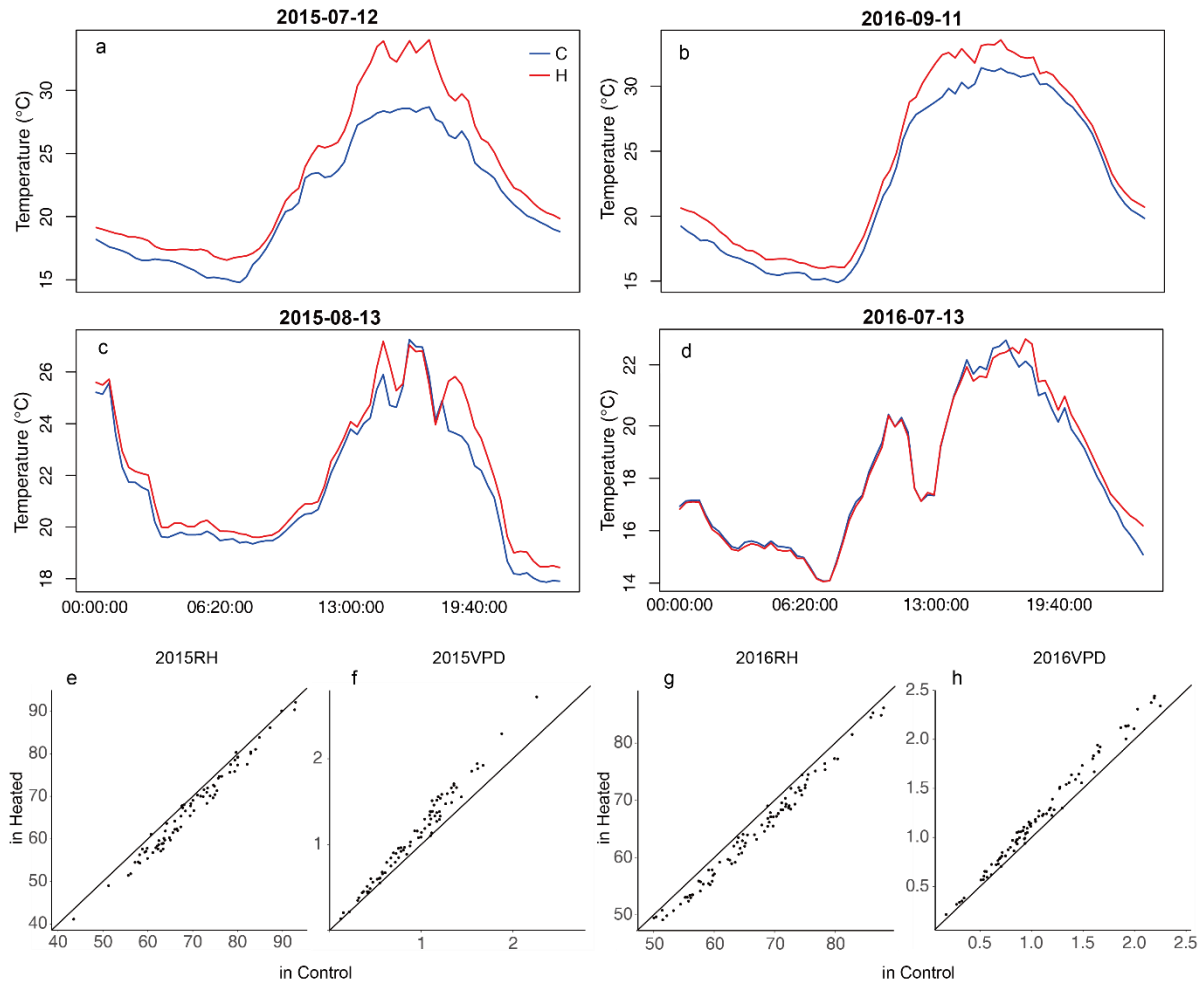 2015-07-12
2016-09-11
a
C
H
b
Temperature (°C)
30
25
20
15
Temperature (°C)
30
25
20
15
2015-08-13
2016-07-13
c
d
Temperature (°C)
26
24
22
20
18
Temperature (°C)
22
20
18
16
14
00:00:00 06:20:00 13:00:00 19:40:00
00:00:00 06:20:00 13:00:00 19:40:00
2015RH
2015VPD
2016RH
2016VPD
e
f
g
h
in Heated
90
80
70
60
50
40
2
1
in Heated
80
70
60
50
2.5
2.0
1.5
1.0
0.5
40 50 60 70 80 90
1 2
50 60 70 80
0.5 1.0 1.5 2.0 2.5
in Control
in Control